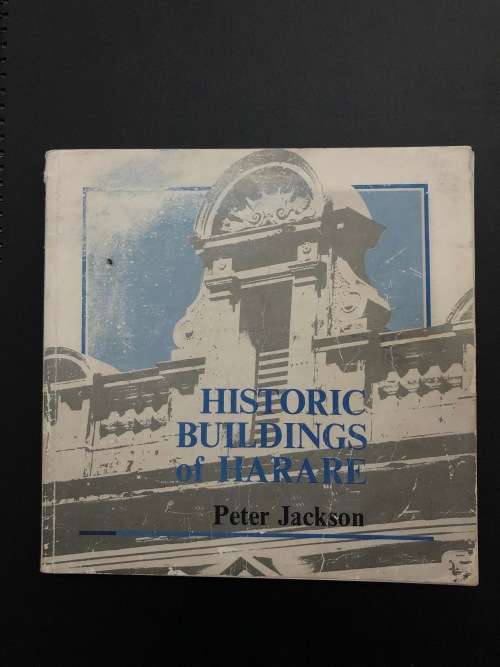 HISTORIC
BUILDINGS
of HARARE
Peter Jackson